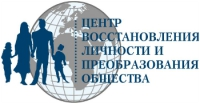 ЦЕНТР
ВОССТАНОВЛЕНИЯ
ЛИЧНОСТИ И
ПРЕОБРАЗОВАНИЯ
ОБЩЕСТВА